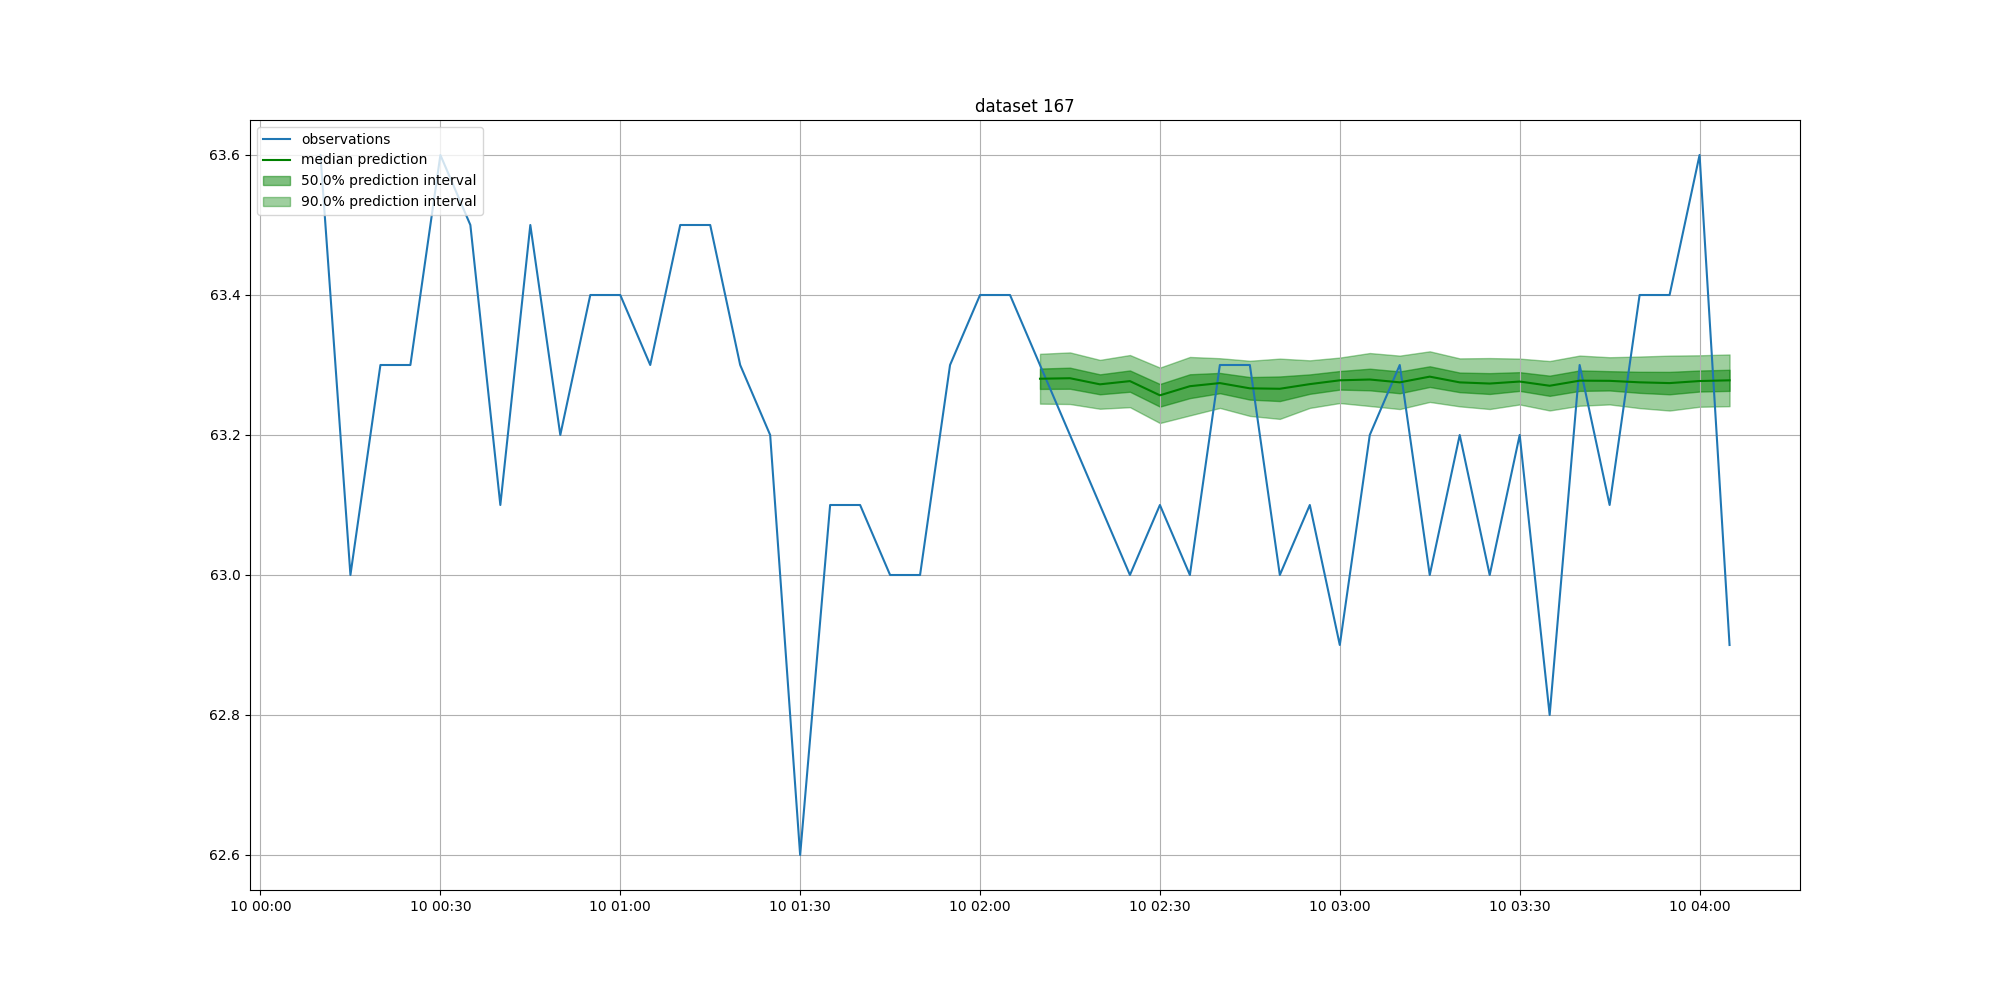 dataset 167
observations
median prediction
50.0% prediction interval
90.0% prediction interval
63.6
63.4
63.2
63.0
62.8
62.6
10 00:00 10 00:30 10 01:00 10 01:30 10 02:00 10 02:30 10 03:00 10 03:30 10 04:00